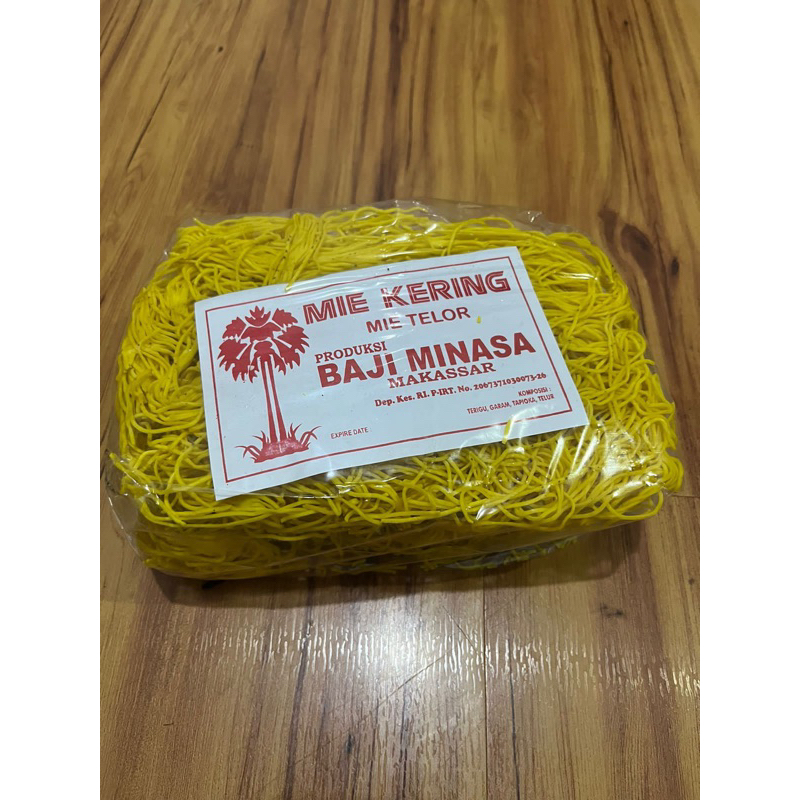 MIE KERING
MIE TELOR
PRODUKSI
BAJI MINASA
MAKASSAR
Dep. Kes. RI. P-IRT. No. 2067371030073-26
KOMPOSISI :
TERIGU, GARAM, TAPIOKA, TELUR
EXPIRE DATE